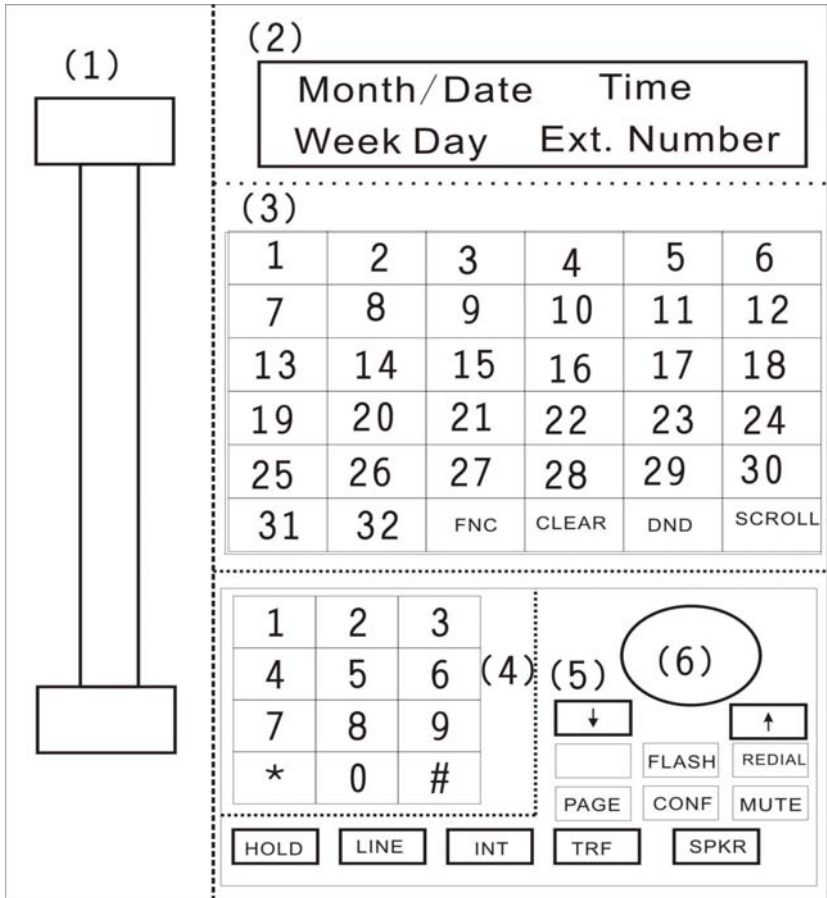 (1)
(2)
Month/Date Time
Week Day Ext. Number
(3)
1 2 3 4 5 6
7 8 9 10 11 12
13 14 15 16 17 18
19 20 21 22 23 24
25 26 27 28 29 30
31 32 FNC CLEAR DND SCROLL
1 2 3
4 5 6
7 8 9
* 0 #
(4)
(5)
(6)
↓ ↑
FLASH REDIAL
PAGE CONF MUTE
HOLD LINE INT TRF SPKR